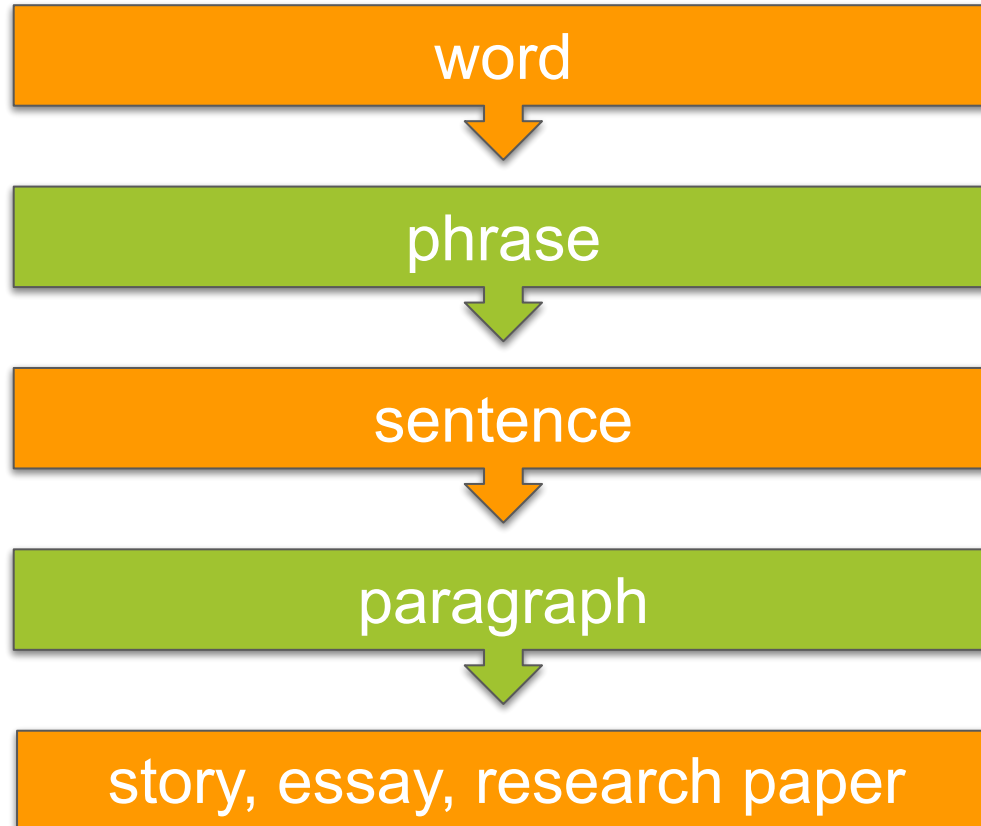 word
phrase
sentence
paragraph
story, essay, research paper